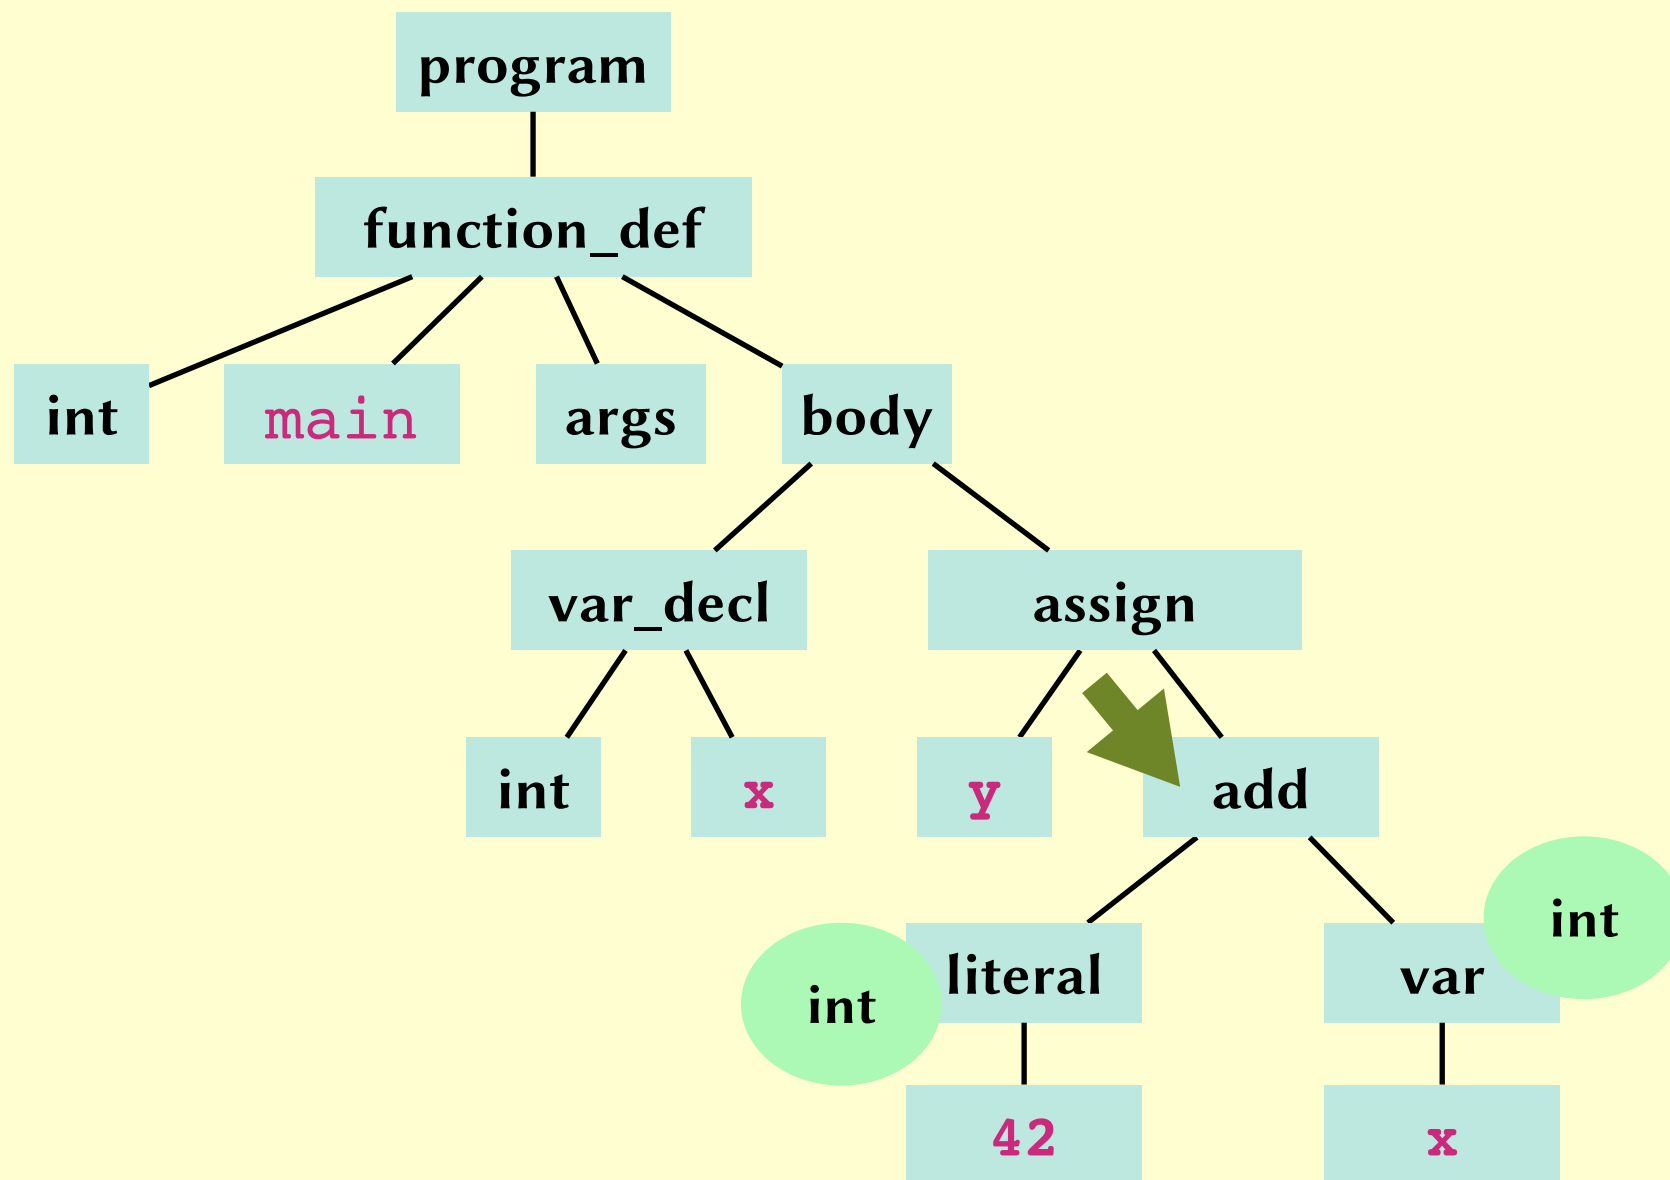 program
function_def
int main args body
var_decl assign
int x y add
int
literal var
int
42 x